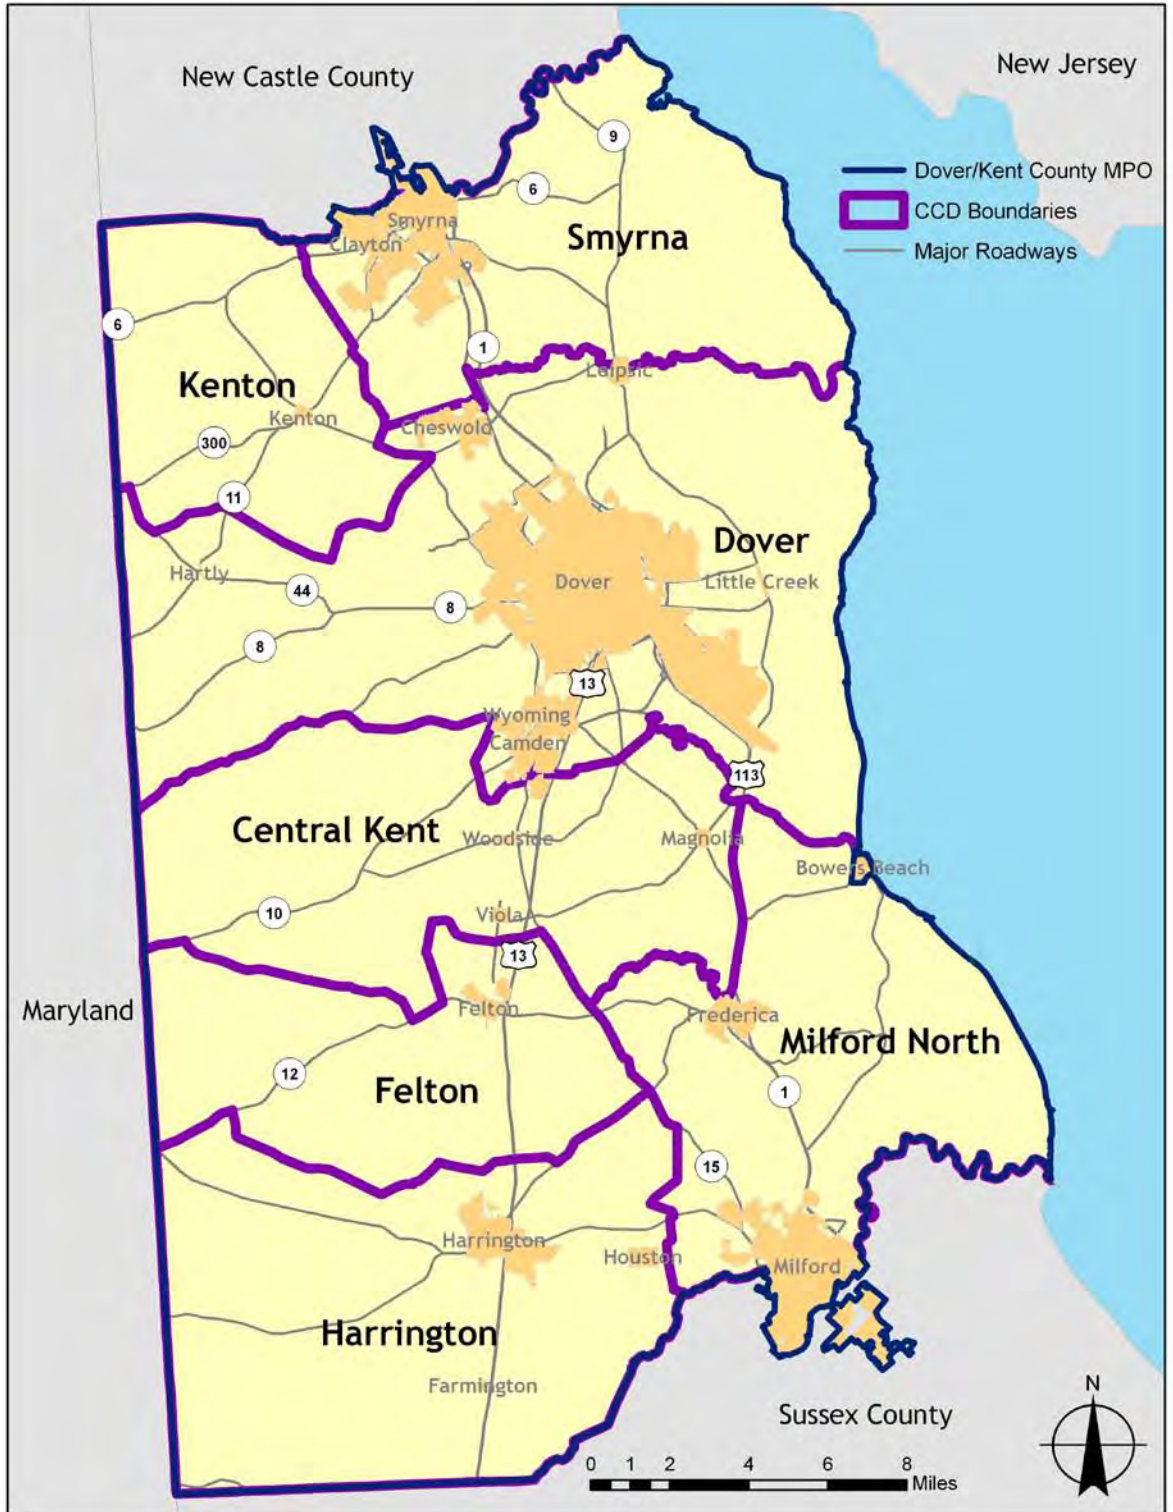 New Castle County
New Jersey
9
Dover/Kent County MPO
6
CCD Boundaries
Smyrna
Smyrna
Clayton
Major Roadways
6
1
Leipsic
Kenton
Kenton
Cheswold
300
11
Dover
Hartly
Dover
Little Creek
44
8
8
13
Wyoming
Camden
113
Central Kent
Woodside
Magnolia
Bowers Beach
10
Viola
13
Maryland
Felton
Frederica
Milford North
12
Felton
1
15
Harrington
Houston
Milford
Harrington
Farmington
N
Sussex County
0 1 2 4 6 8
Miles